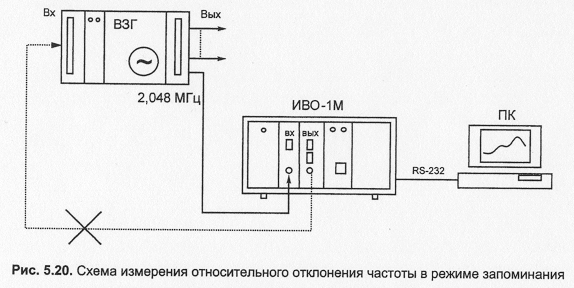 Вх
Вых
ВЗГ
2,048 МГц
ИВО-1М
ВХ
ВЫХ
ПК
RS-232
Рис. 5.20. Схема измерения относительного отклонения частоты в режиме запоминания